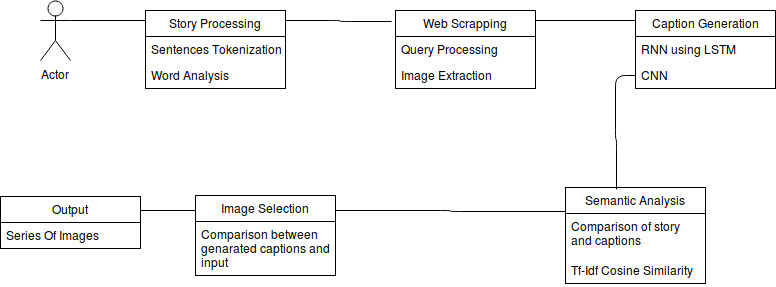 Actor
Story Processing
Sentences Tokenization
Word Analysis
Web Scrapping
Query Processing
Image Extraction
Caption Generation
RNN using LSTM
CNN
Semantic Analysis
Comparison of story
and captions
Tf-Idf Cosine Similarity
Image Selection
Comparison between
genarated captions and
input
Output
Series Of Images